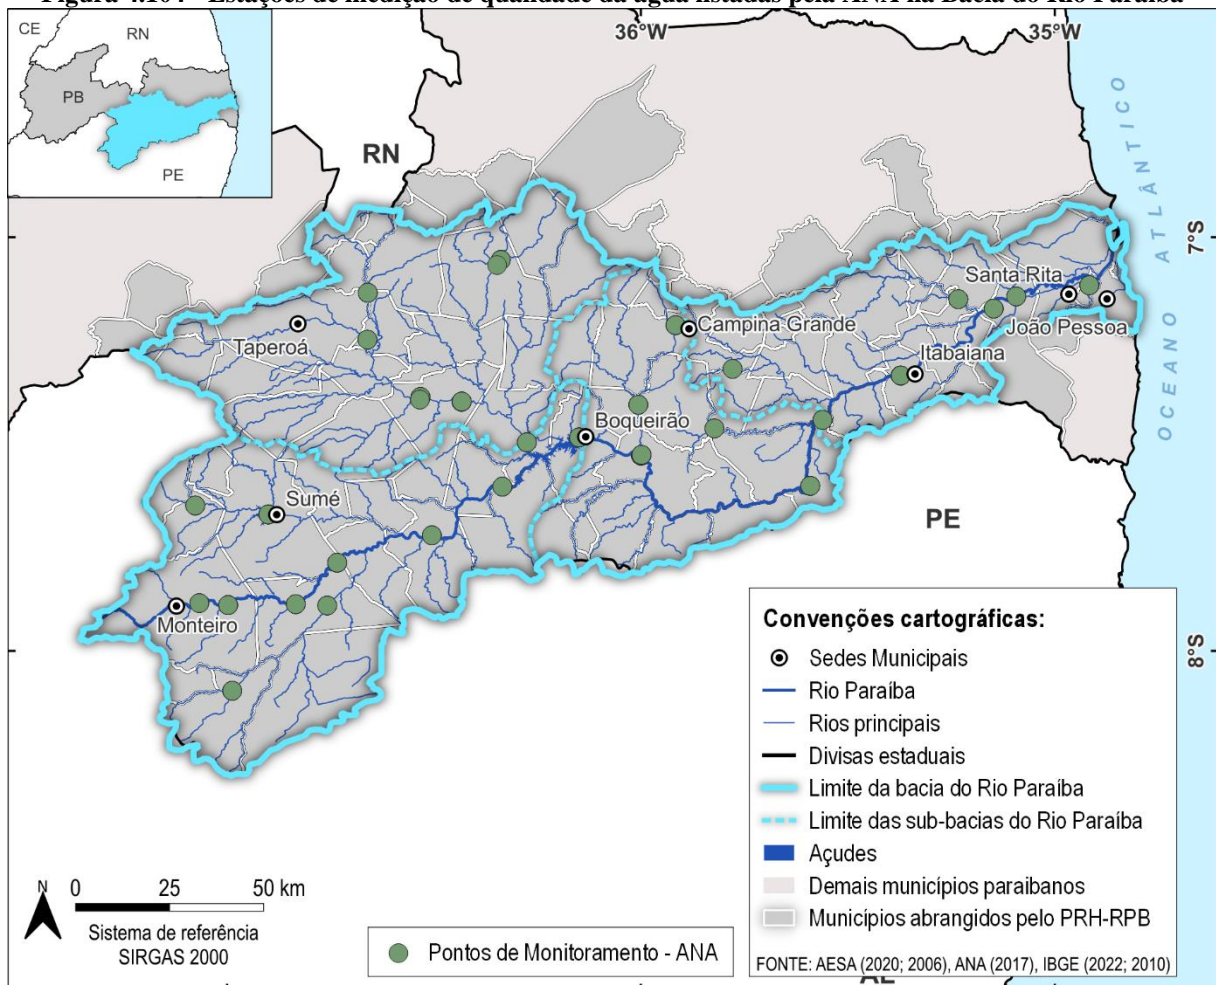 Figura 4.104 - Estações de medição de qualidade da água listadas pela ANA na Bacia do Rio Paraíba
36°W
35°W
CE
RN
PB
PE
RN
OCEANO ATLÂNTICO
7°S
Santa Rita
João Pessoa
Campina Grande
Taperoá
Itabaiana
Boqueirão
Sumé
PE
Monteiro
8°S
Convenções cartográficas:
Sedes Municipais
Rio Paraíba
Rios principais
Divisas estaduais
Limite da bacia do Rio Paraíba
Limite das sub-bacias do Rio Paraíba
Açudes
Demais municípios paraibanos
Municípios abrangidos pelo PRH-RPB
FONTE: AESA (2020; 2006), ANA (2017), IBGE (2022; 2010)
N
0 25 50 km
Sistema de referência
SIRGAS 2000
Pontos de Monitoramento - ANA
AL